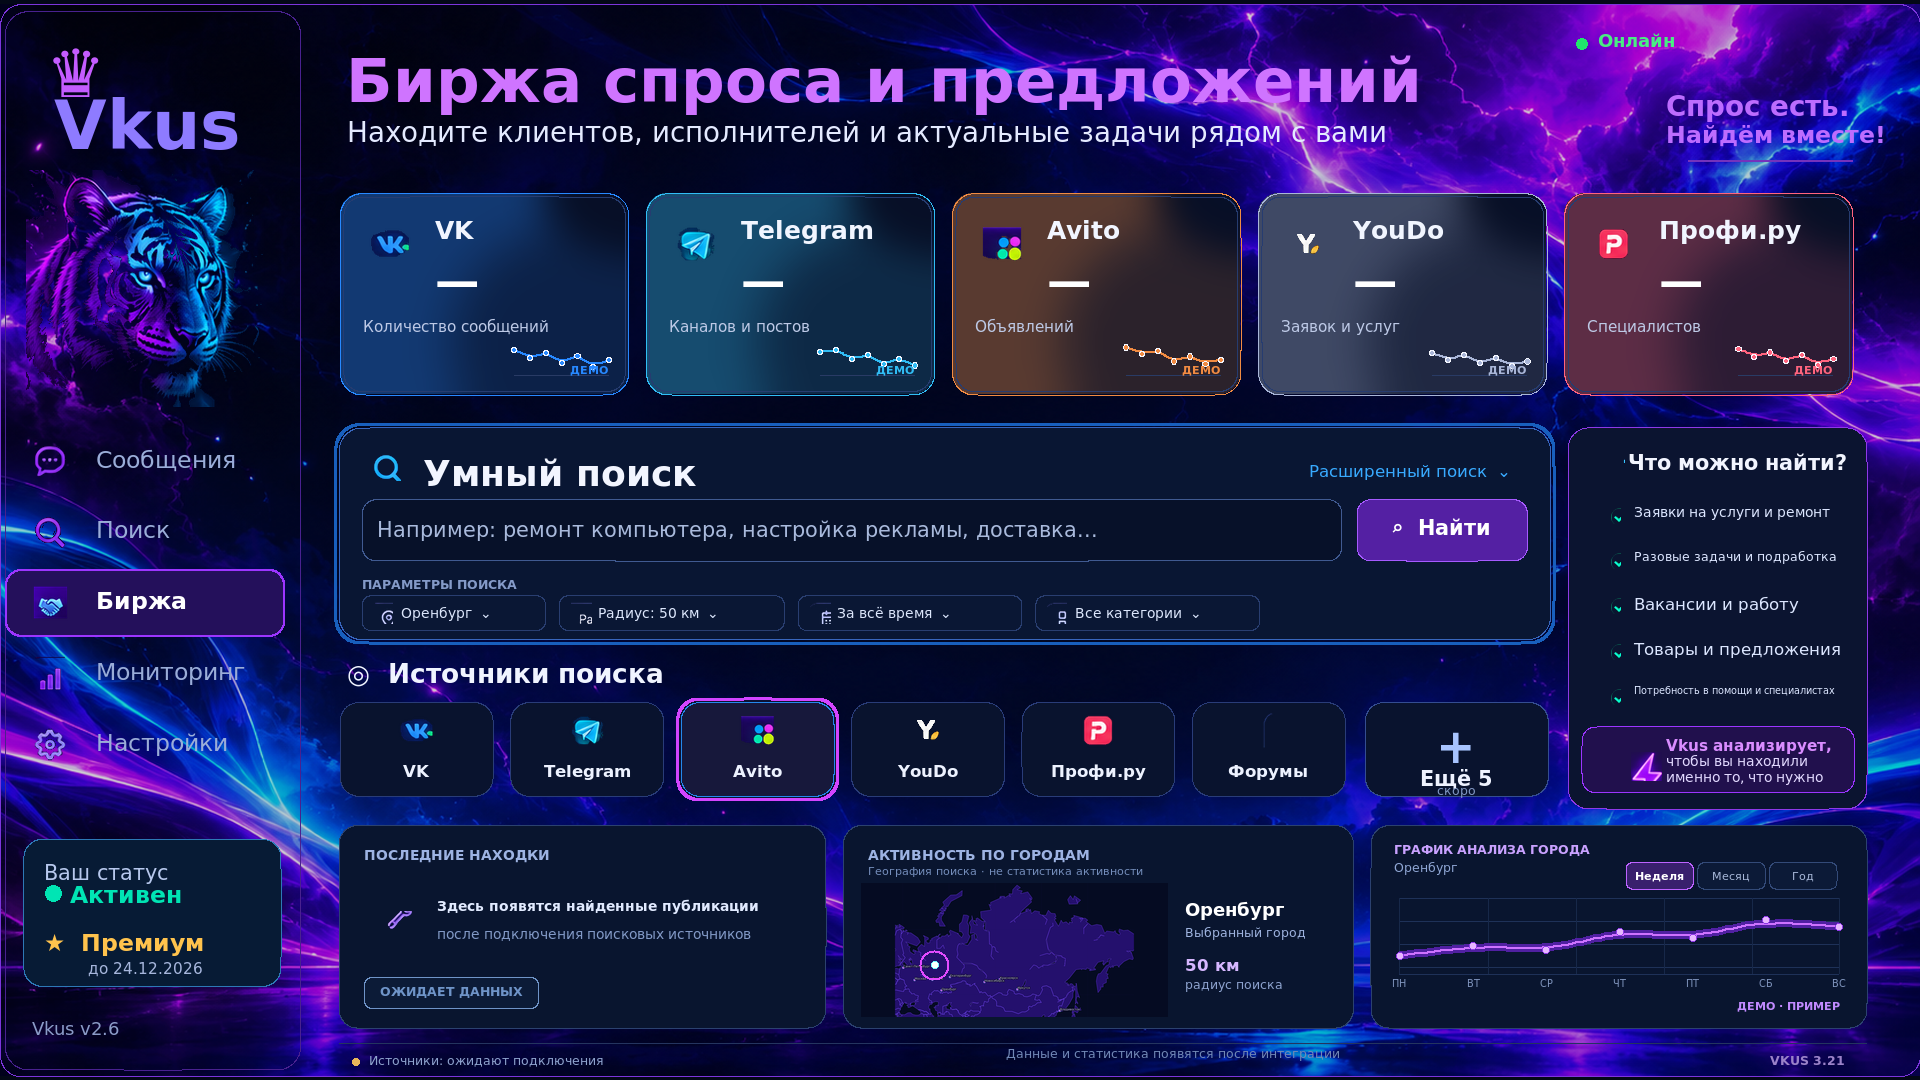 Vkus
Сообщения
Поиск
Биржа
Мониторинг
Настройки
Ваш статус
Активен
★ Премиум
до 24.12.2026
Vkus v2.6
Биржа спроса и предложений
Находите клиентов, исполнителей и актуальные задачи рядом с вами
Онлайн
Спрос есть.
Найдём вместе!
VK
—
Количество сообщений
ДЕМО
Telegram
—
Каналов и постов
ДЕМО
Avito
—
Объявлений
ДЕМО
YouDo
—
Заявок и услуг
ДЕМО
Профи.ру
—
Специалистов
ДЕМО
Умный поиск
Расширенный поиск
Например: ремонт компьютера, настройка рекламы, доставка...
Найти
ПАРАМЕТРЫ ПОИСКА
Оренбург
Радиус: 50 км
За всё время
Все категории
Источники поиска
VK
Telegram
Avito
YouDo
Профи.ру
Форумы
+
Ещё 5
скоро
Что можно найти?
Заявки на услуги и ремонт
Разовые задачи и подработка
Вакансии и работу
Товары и предложения
Потребность в помощи и специалистах
Vkus анализирует,
чтобы вы находили
именно то, что нужно
ПОСЛЕДНИЕ НАХОДКИ
Здесь появятся найденные публикации
после подключения поисковых источников
ОЖИДАЕТ ДАННЫХ
АКТИВНОСТЬ ПО ГОРОДАМ
География поиска · не статистика активности
Оренбург
Выбранный город
50 км
радиус поиска
ГРАФИК АНАЛИЗА ГОРОДА
Оренбург
Неделя
Месяц
Год
ПН ВТ СР ЧТ ПТ СБ ВС
ДЕМО · ПРИМЕР
Источники: ожидают подключения
Данные и статистика появятся после интеграции
VKUS 3.21